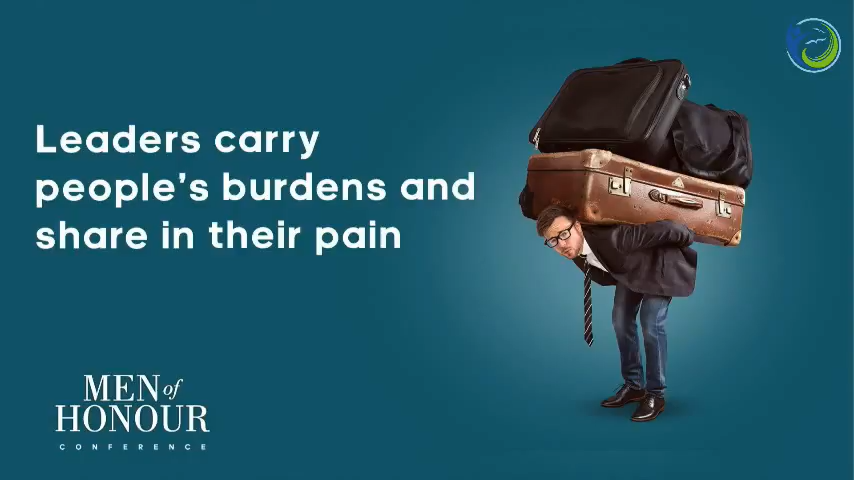 Leaders carry
people's burdens and
share in their pain
MEN of
HONOUR
CONFERENCE